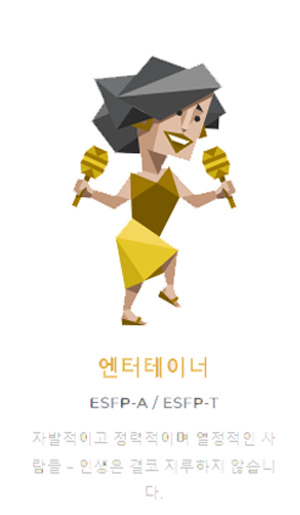 엔터테이너
ESFP-A / ESFP-T
자발적이고 정력적이며 열정적인 사
람들 – 인생은 결코 지루하지 않습니
다.